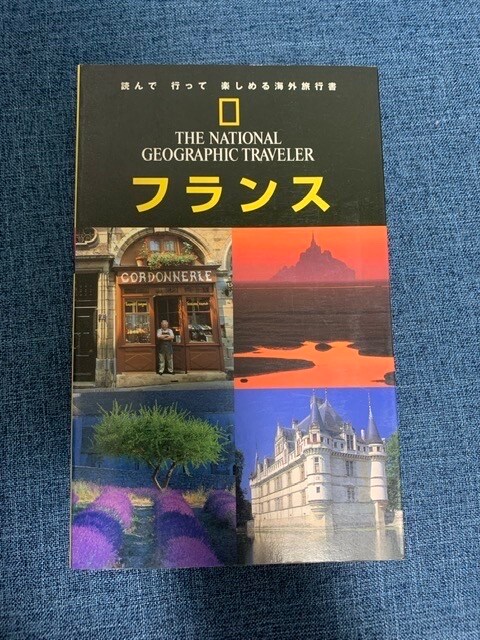 読んで 行って 楽しめる海外旅行書
THE NATIONAL
GEOGRAPHIC TRAVELER
フランス
CORDONNERIE